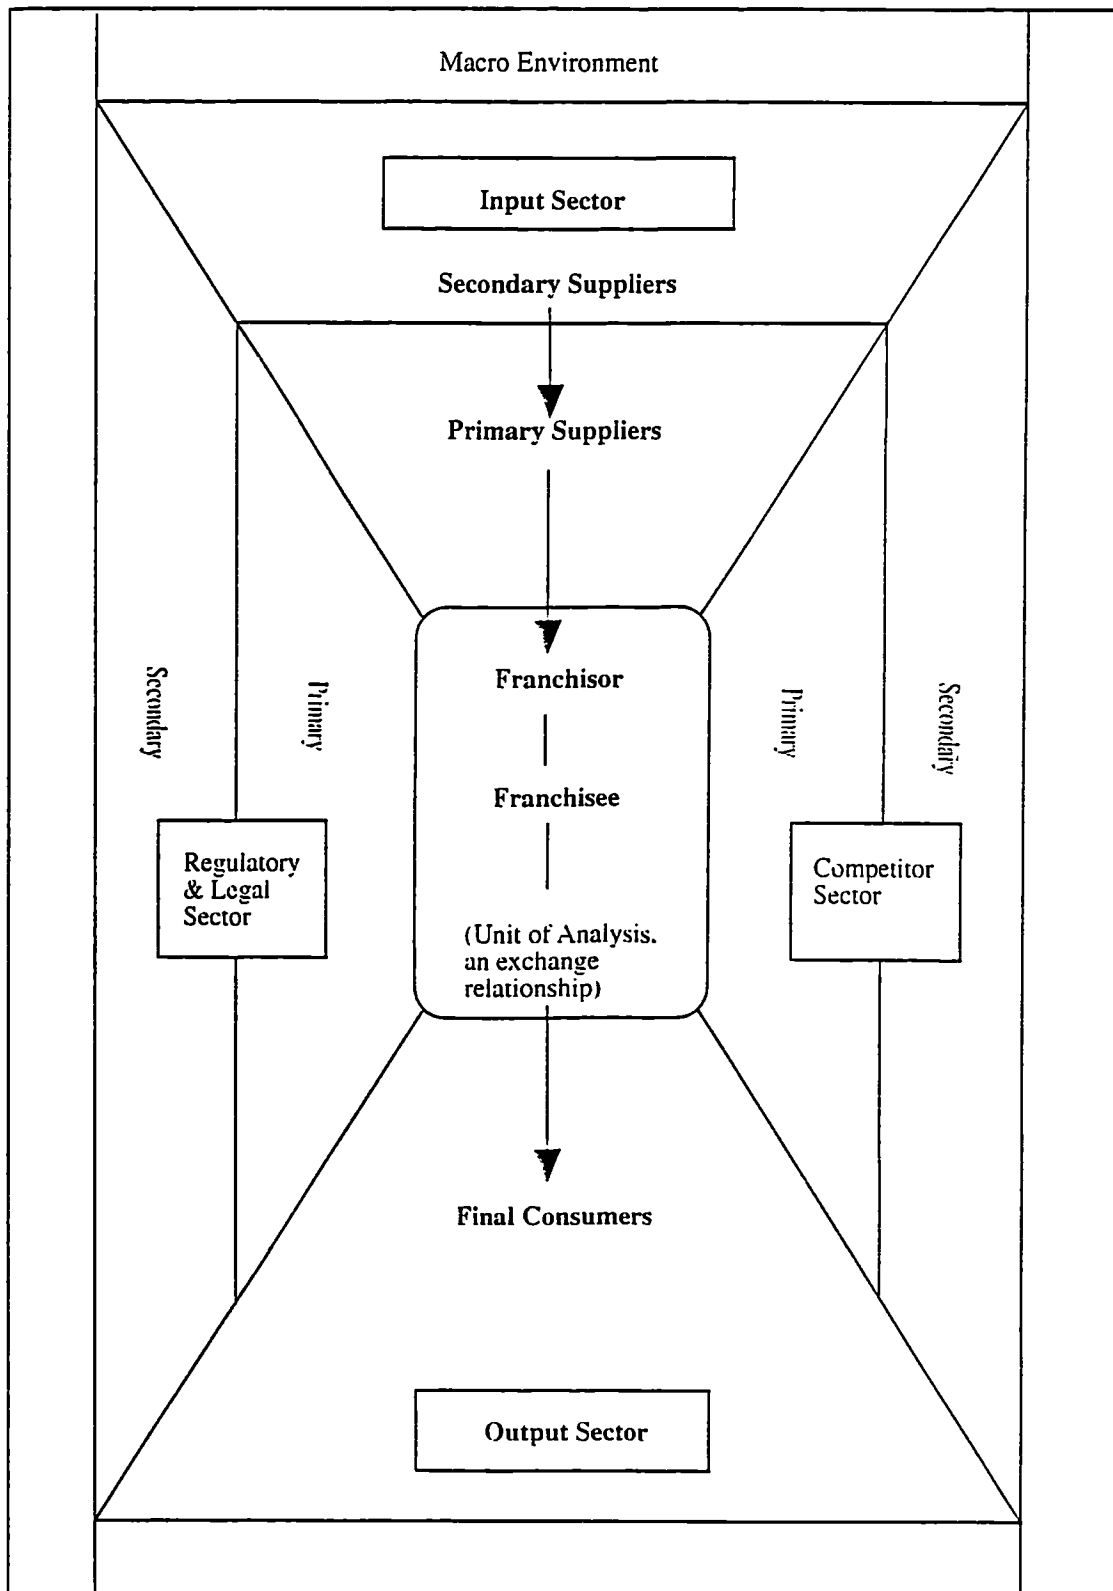 Macro Environment
Input Sector
Secondary Suppliers
Primary Suppliers
Franchisor
Secondary
Primary
Primary
Secondary
Franchisee
Regulatory
& Legal
Sector
Competitor
Sector
(Unit of Analysis,
an exchange
relationship)
Final Consumers
Output Sector